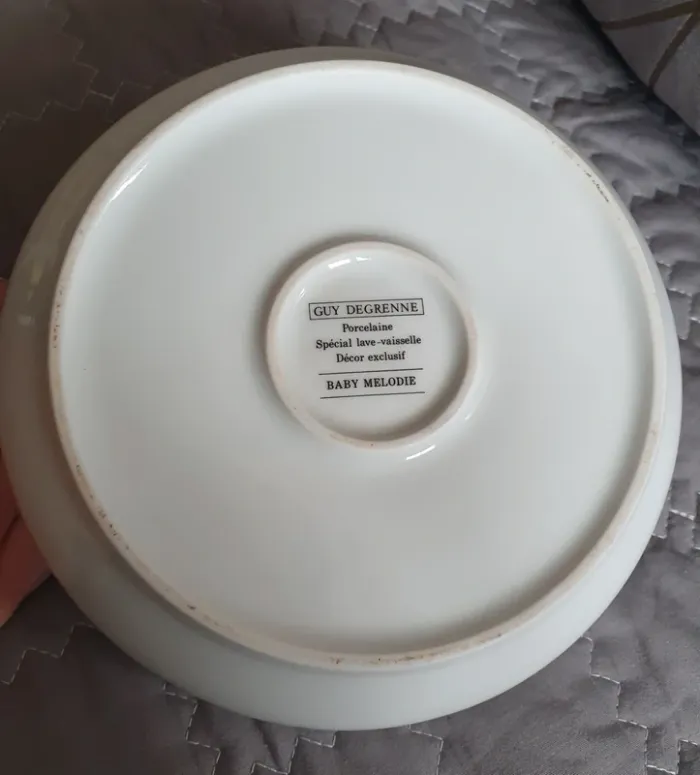 GUY DEGRENNE
Porcelaine
Spécial lave-vaisselle
Décor exclusif
BABY MELODIE